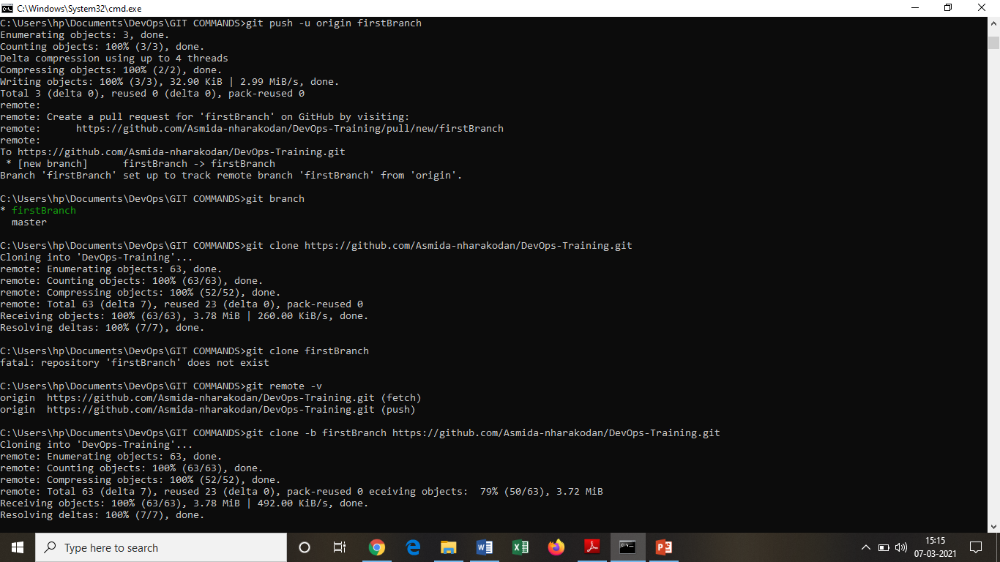 C:\Windows\System32\cmd.exe
C:\Users\hp\Documents\DevOps\GIT COMMANDS>git push -u origin firstBranch
Enumerating objects: 3, done.
Counting objects: 100% (3/3), done.
Delta compression using up to 4 threads
Compressing objects: 100% (2/2), done.
Writing objects: 100% (3/3), 32.90 KiB | 2.99 MiB/s, done.
Total 3 (delta 0), reused 0 (delta 0), pack-reused 0
remote:
remote: Create a pull request for 'firstBranch' on GitHub by visiting:
remote:      https://github.com/Asmida-nharakodan/DevOps-Training/pull/new/firstBranch
remote:
To https://github.com/Asmida-nharakodan/DevOps-Training.git
 * [new branch]      firstBranch -> firstBranch
Branch 'firstBranch' set up to track remote branch 'firstBranch' from 'origin'.
C:\Users\hp\Documents\DevOps\GIT COMMANDS>git branch
* firstBranch
  master
C:\Users\hp\Documents\DevOps\GIT COMMANDS>git clone https://github.com/Asmida-nharakodan/DevOps-Training.git
Cloning into 'DevOps-Training'...
remote: Enumerating objects: 63, done.
remote: Counting objects: 100% (63/63), done.
remote: Compressing objects: 100% (52/52), done.
remote: Total 63 (delta 7), reused 23 (delta 0), pack-reused 0
Receiving objects: 100% (63/63), 3.78 MiB | 260.00 KiB/s, done.
Resolving deltas: 100% (7/7), done.
C:\Users\hp\Documents\DevOps\GIT COMMANDS>git clone firstBranch
fatal: repository 'firstBranch' does not exist
C:\Users\hp\Documents\DevOps\GIT COMMANDS>git remote -v
origin  https://github.com/Asmida-nharakodan/DevOps-Training.git (fetch)
origin  https://github.com/Asmida-nharakodan/DevOps-Training.git (push)
C:\Users\hp\Documents\DevOps\GIT COMMANDS>git clone -b firstBranch https://github.com/Asmida-nharakodan/DevOps-Training.git
Cloning into 'DevOps-Training'...
remote: Enumerating objects: 63, done.
remote: Counting objects: 100% (63/63), done.
remote: Compressing objects: 100% (52/52), done.
remote: Total 63 (delta 7), reused 23 (delta 0), pack-reused 0 eceiving objects:  79% (50/63), 3.72 MiB
Receiving objects: 100% (63/63), 3.78 MiB | 492.00 KiB/s, done.
Resolving deltas: 100% (7/7), done.
Type here to search
15:15
07-03-2021